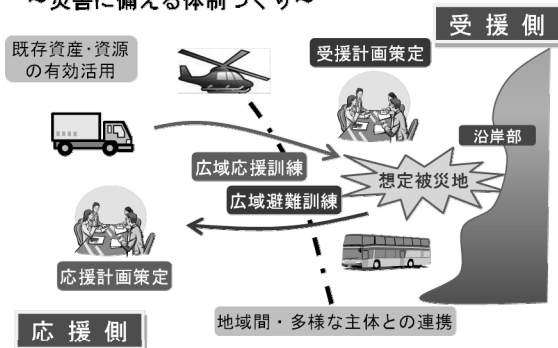 ～災害に備える体制づくり～
受援側
既存資産・資源
の有効活用
受援計画策定
沿岸部
広域応援訓練
想定被災地
広域避難訓練
応援計画策定
地域間・多様な主体との連携
応援側